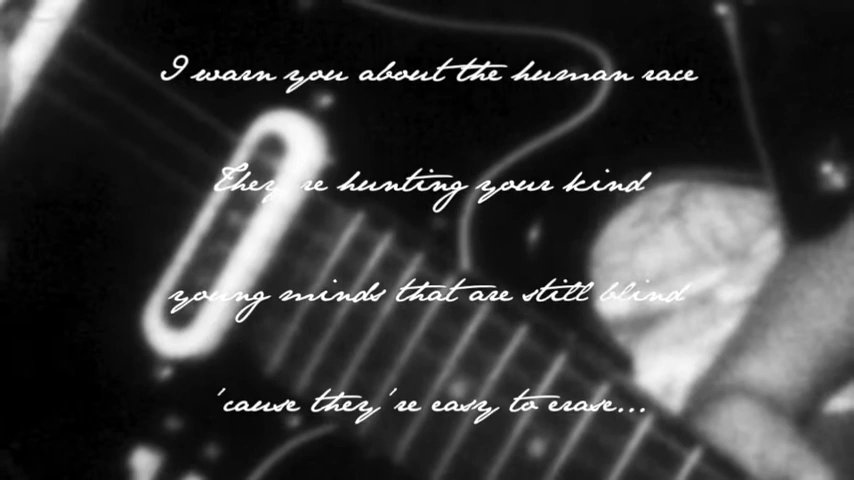 I warn you about the human race
They're hunting your kind
young minds that are still blind
'cause they're easy to erase...